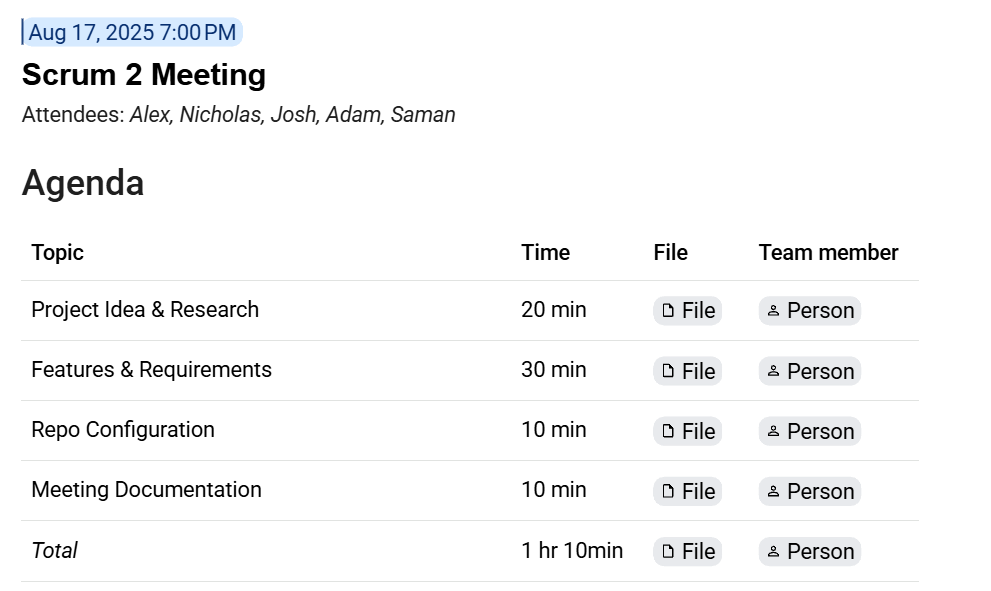 Aug 17, 2025 7:00 PM
Scrum 2 Meeting
Attendees: Alex, Nicholas, Josh, Adam, Saman
Agenda
Topic Time File Team member
Project Idea & Research 20 min File Person
Features & Requirements 30 min File Person
Repo Configuration 10 min File Person
Meeting Documentation 10 min File Person
Total 1 hr 10min File Person